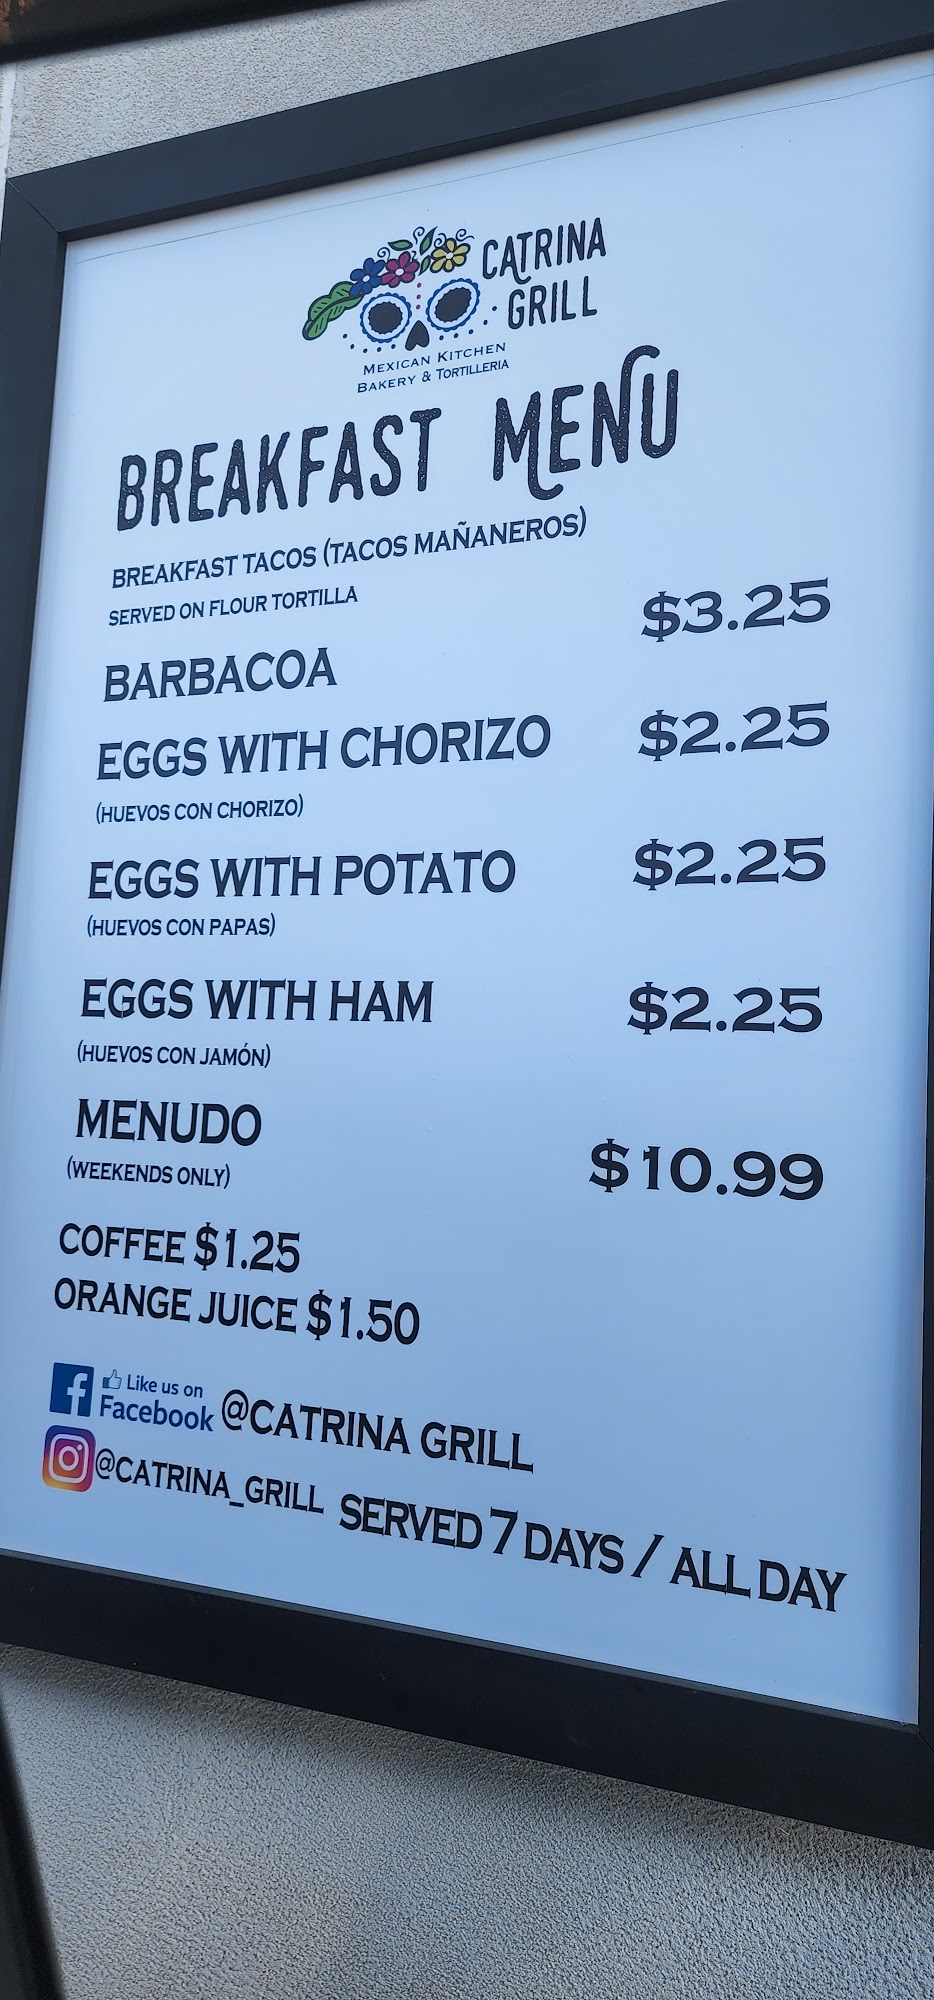 CATRINA
GRILL
MEXICAN KITCHEN
BAKERY & TORTILLERIA
BREAKFAST MENU
BREAKFAST TACOS (TACOS MAÑANEROS)
SERVED ON FLOUR TORTILLA
BARBACOA $3.25
EGGS WITH CHORIZO $2.25
(HUEVOS CON CHORIZO)
EGGS WITH POTATO $2.25
(HUEVOS CON PAPAS)
EGGS WITH HAM $2.25
(HUEVOS CON JAMÓN)
MENUDO $10.99
(WEEKENDS ONLY)
COFFEE $1.25
ORANGE JUICE $1.50
f Like us on
Facebook @CATRINA GRILL
@CATRINA_GRILL SERVED 7 DAYS / ALL DAY